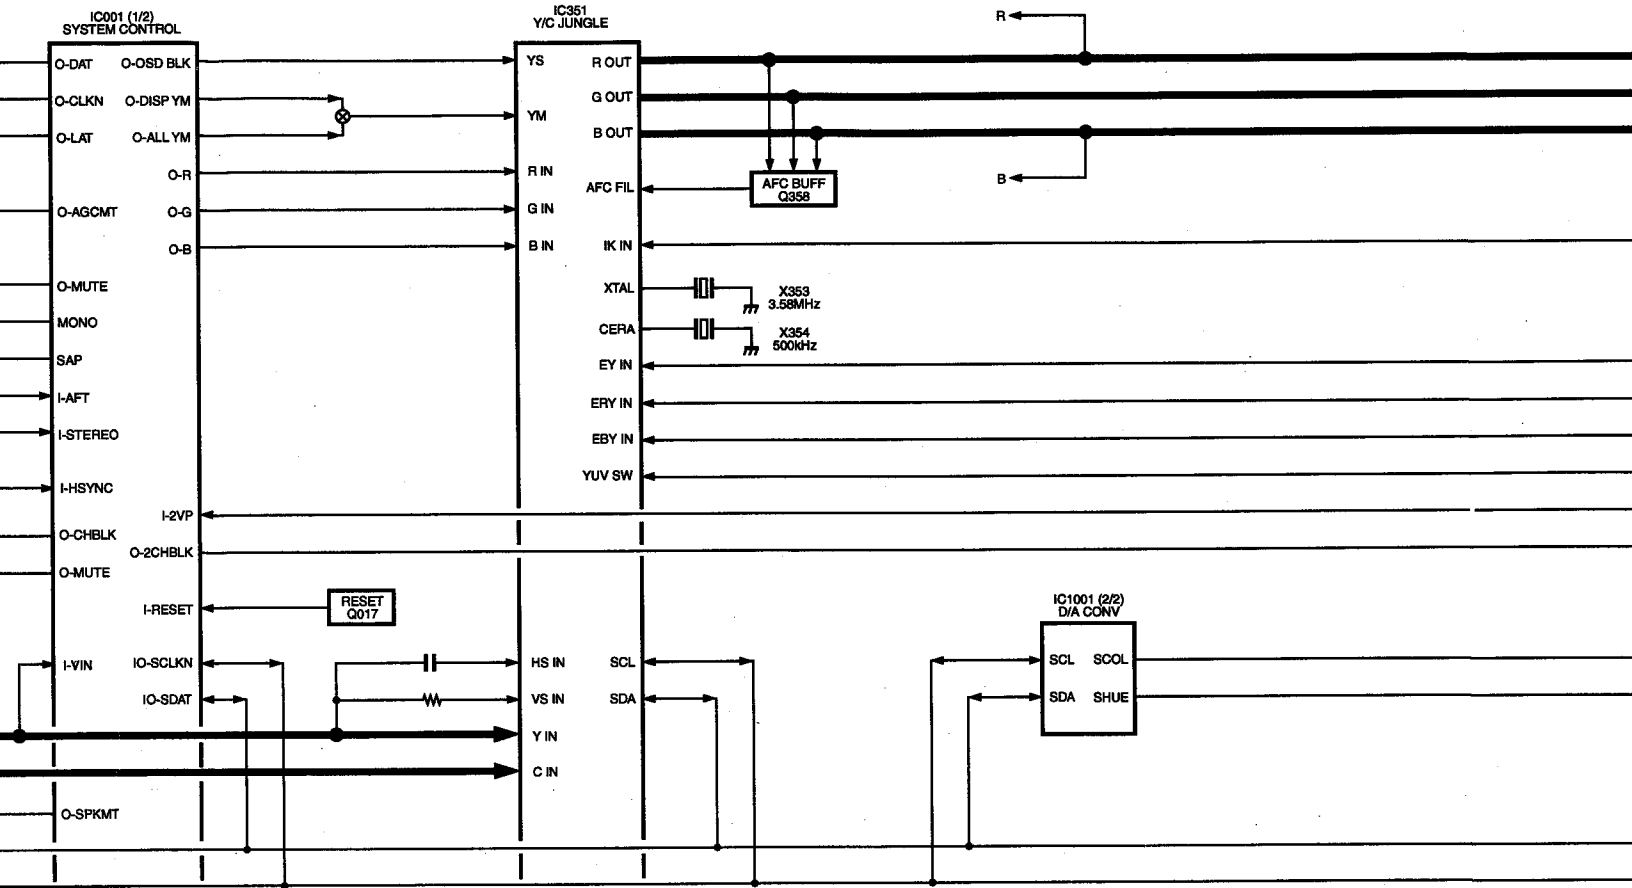 IC001 (1/2)
SYSTEM CONTROL
O-DAT
O-CLKN
O-LAT
O-AGCMT
O-MUTE
MONO
SAP
I-AFT
I-STEREO
I-HSYNC
O-CHBLK
O-MUTE
I-VIN
O-SPKMT
O-OSD BLK
O-DISP YM
O-ALL YM
O-R
O-G
O-B
I-2VP
O-2CHBLK
I-RESET
IO-SCLKN
IO-SDAT
RESET
Q017
IC351
Y/C JUNGLE
YS
YM
R IN
G IN
B IN
HS IN
VS IN
Y IN
C IN
R OUT
G OUT
B OUT
AFC FIL
IK IN
XTAL
CERA
EY IN
ERY IN
EBY IN
YUV SW
SCL
SDA
R
B
AFC BUFF
Q358
X353
3.58MHz
X354
500kHz
IC1001 (2/2)
D/A CONV
SCL SCOL
SDA SHUE